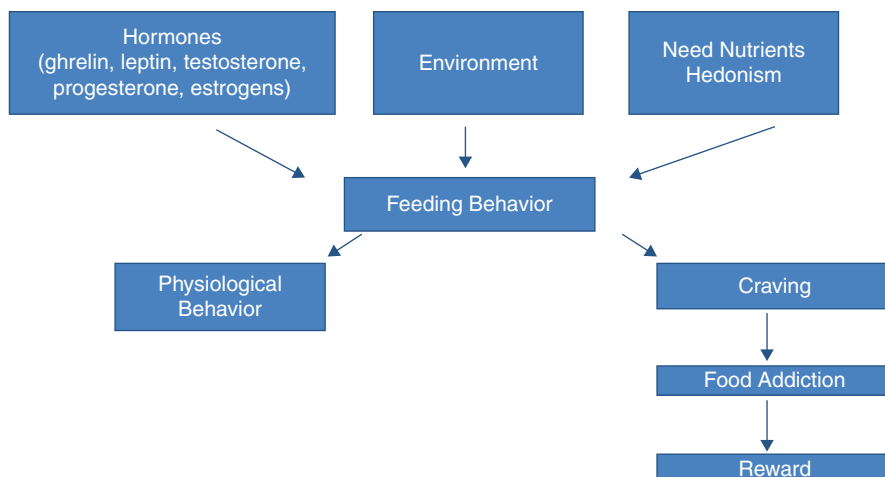 Hormones
(ghrelin, leptin, testosterone,
progesterone, estrogens)
Environment
Need Nutrients
Hedonism
Feeding Behavior
Physiological
Behavior
Craving
Food Addiction
Reward